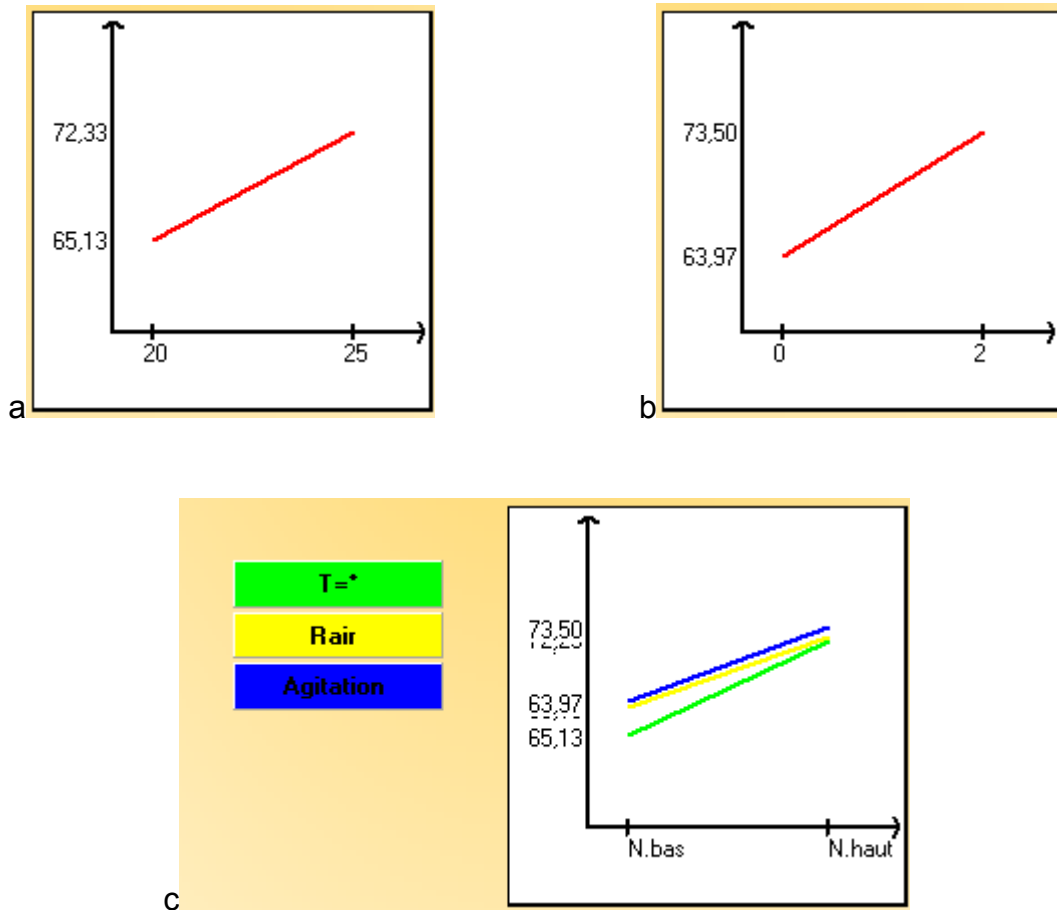 72,33
65,13
20 25
a
73,50
63,97
0 2
b
T=*
Rair
Agitation
73,50
63,97
65,13
N.bas N.haut
c